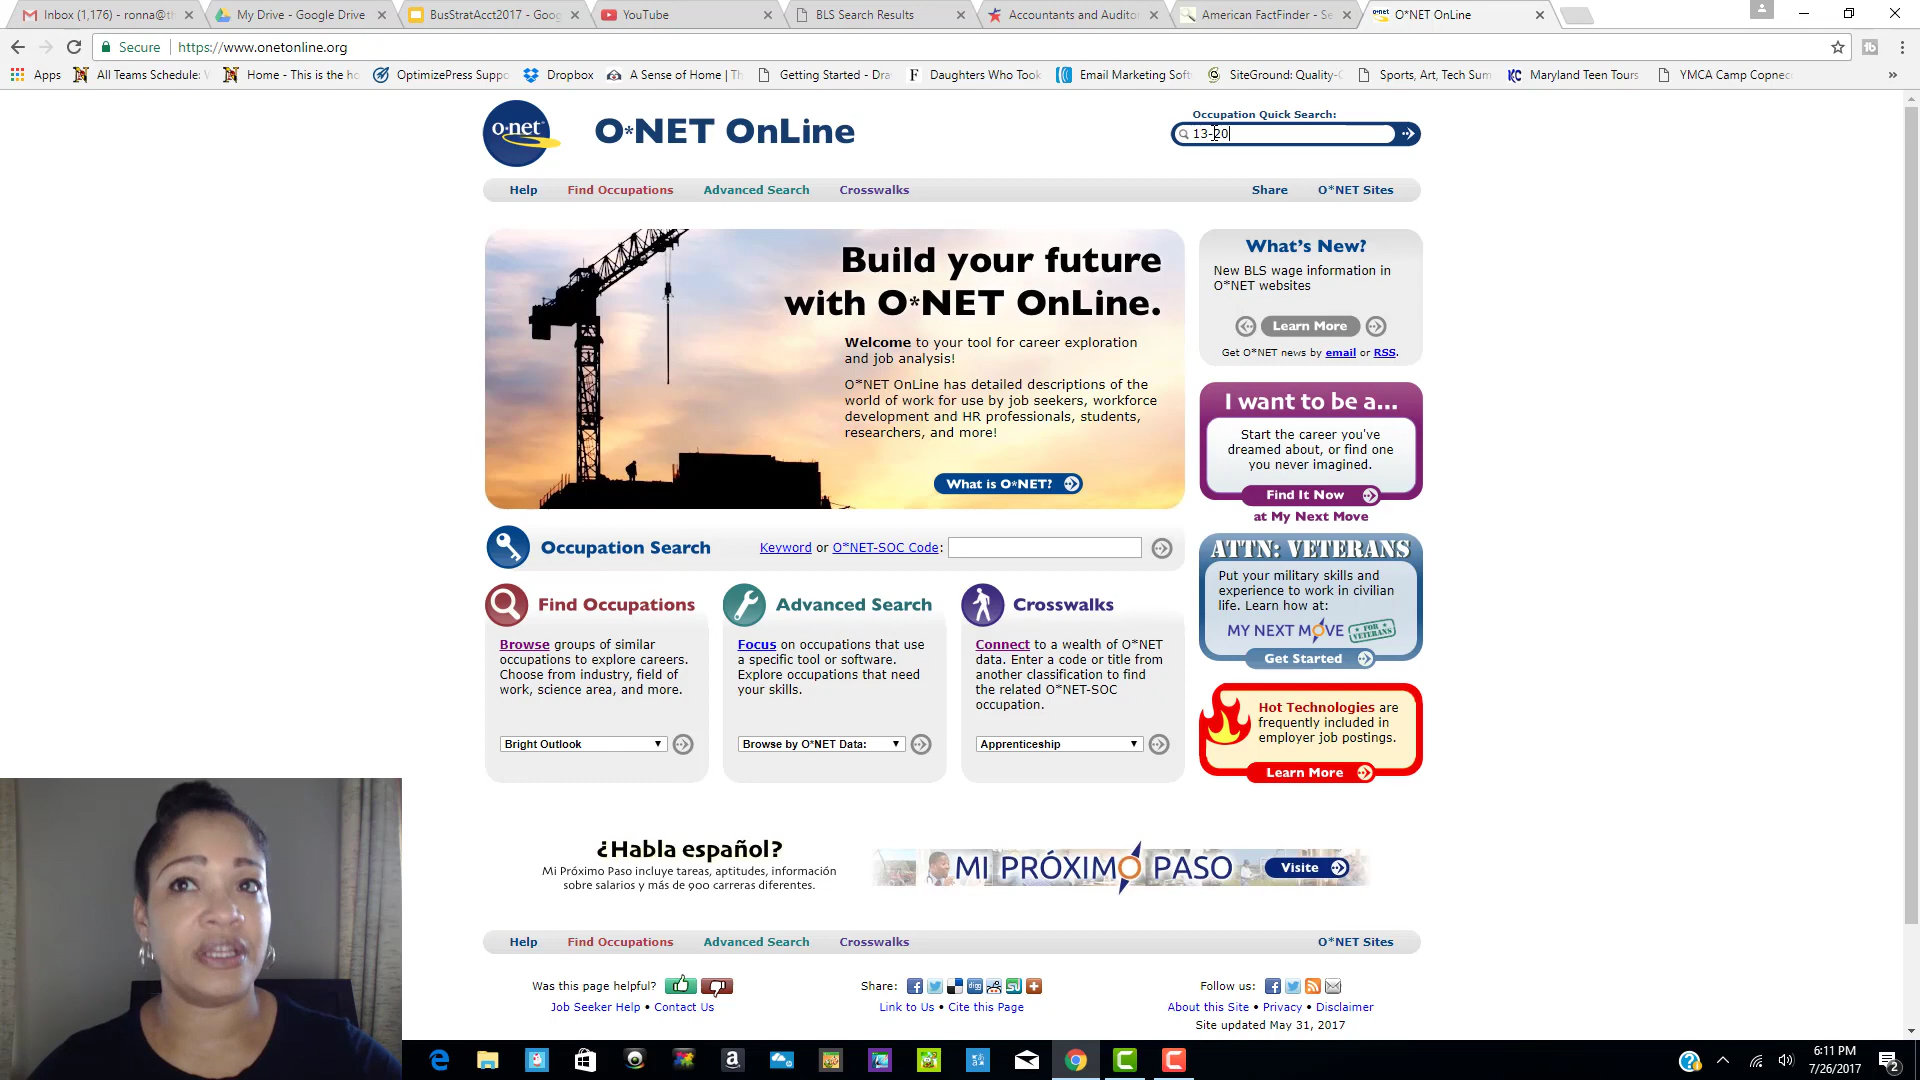 Inbox (1,176) - ronna@th
My Drive - Google Drive
BusStratAcct2017 - Goog
YouTube
BLS Search Results
Accountants and Audito
American FactFinder - Se
O*NET OnLine
Secure
https://www.onetonline.org
Apps
All Teams Schedule:
Home - This is the ho
OptimizePress Suppo
Dropbox
A Sense of Home | Th
Getting Started - Dra
Daughters Who Took
Email Marketing Soft
SiteGround: Quality-C
Sports, Art, Tech Sum
Maryland Teen Tours
YMCA Camp Copnec
o·net
O*NET OnLine
Occupation Quick Search:
13-20
Help
Find Occupations
Advanced Search
Crosswalks
Share
O*NET Sites
Build your future
with O*NET OnLine.
Welcome to your tool for career exploration
and job analysis!
O*NET OnLine has detailed descriptions of the
world of work for use by job seekers, workforce
development and HR professionals, students,
researchers, and more!
What is O*NET?
What's New?
New BLS wage information in
O*NET websites
Learn More
Get O*NET news by email or RSS.
I want to be a...
Start the career you've
dreamed about, or find one
you never imagined.
Find It Now
at My Next Move
Occupation Search
Keyword or O*NET-SOC Code:
ATTN: VETERANS
Put your military skills and
experience to work in civilian
life. Learn how at:
MY NEXT MOVE
FOR VETERANS
Get Started
Find Occupations
Browse groups of similar
occupations to explore careers.
Choose from industry, field of
work, science area, and more.
Bright Outlook
Advanced Search
Focus on occupations that use
a specific tool or software.
Explore occupations that need
your skills.
Browse by O*NET Data:
Crosswalks
Connect to a wealth of O*NET
data. Enter a code or title from
another classification to find
the related O*NET-SOC
occupation.
Apprenticeship
Hot Technologies are
frequently included in
employer job postings.
Learn More
¿Habla español?
Mi Próximo Paso incluye tareas, aptitudes, información
sobre salarios y más de 900 carreras diferentes.
MI PRÓXIMO PASO
Visite
Help
Find Occupations
Advanced Search
Crosswalks
O*NET Sites
Was this page helpful?
Job Seeker Help • Contact Us
Share:
Link to Us • Cite this Page
Follow us:
About this Site • Privacy • Disclaimer
Site updated May 31, 2017
6:11 PM
7/26/2017
2